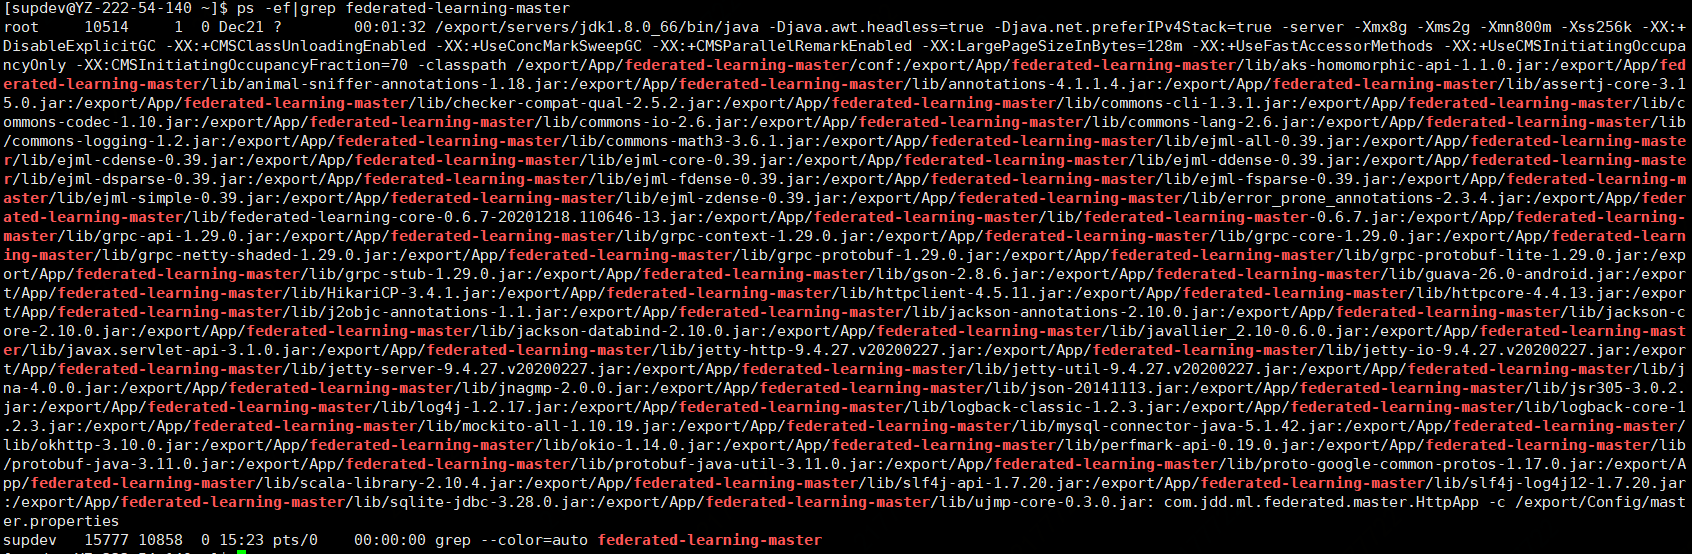 [supdev@YZ-222-54-140 ~]$ ps -ef|grep federated-learning-master
root     10514     1  0 Dec21 ?        00:01:32 /export/servers/jdk1.8.0_66/bin/java -Djava.awt.headless=true -Djava.net.preferIPv4Stack=true -server -Xmx8g -Xms2g -Xmn800m -Xss256k -XX:+
DisableExplicitGC -XX:+CMSClassUnloadingEnabled -XX:+UseConcMarkSweepGC -XX:+CMSParallelRemarkEnabled -XX:LargePageSizeInBytes=128m -XX:+UseFastAccessorMethods -XX:+UseCMSInitiatingOccupa
ncyOnly -XX:CMSInitiatingOccupancyFraction=70 -classpath /export/App/federated-learning-master/conf:/export/App/federated-learning-master/lib/aks-homomorphic-api-1.1.0.jar:/export/App/fed
erated-learning-master/lib/animal-sniffer-annotations-1.18.jar:/export/App/federated-learning-master/lib/annotations-4.1.1.4.jar:/export/App/federated-learning-master/lib/assertj-core-3.1
5.0.jar:/export/App/federated-learning-master/lib/checker-compat-qual-2.5.2.jar:/export/App/federated-learning-master/lib/commons-cli-1.3.1.jar:/export/App/federated-learning-master/lib/c
ommons-codec-1.10.jar:/export/App/federated-learning-master/lib/commons-io-2.6.jar:/export/App/federated-learning-master/lib/commons-lang-2.6.jar:/export/App/federated-learning-master/lib
/commons-logging-1.2.jar:/export/App/federated-learning-master/lib/commons-math3-3.6.1.jar:/export/App/federated-learning-master/lib/ejml-all-0.39.jar:/export/App/federated-learning-maste
r/lib/ejml-cdense-0.39.jar:/export/App/federated-learning-master/lib/ejml-core-0.39.jar:/export/App/federated-learning-master/lib/ejml-ddense-0.39.jar:/export/App/federated-learning-maste
r/lib/ejml-dsparse-0.39.jar:/export/App/federated-learning-master/lib/ejml-fdense-0.39.jar:/export/App/federated-learning-master/lib/ejml-fsparse-0.39.jar:/export/App/federated-learning-m
aster/lib/ejml-simple-0.39.jar:/export/App/federated-learning-master/lib/ejml-zdense-0.39.jar:/export/App/federated-learning-master/lib/error_prone_annotations-2.3.4.jar:/export/App/feder
ated-learning-master/lib/federated-learning-core-0.6.7-20201218.110646-13.jar:/export/App/federated-learning-master/lib/federated-learning-master-0.6.7.jar:/export/App/federated-learning-
master/lib/grpc-api-1.29.0.jar:/export/App/federated-learning-master/lib/grpc-context-1.29.0.jar:/export/App/federated-learning-master/lib/grpc-core-1.29.0.jar:/export/App/federated-learn
ing-master/lib/grpc-netty-shaded-1.29.0.jar:/export/App/federated-learning-master/lib/grpc-protobuf-1.29.0.jar:/export/App/federated-learning-master/lib/grpc-protobuf-lite-1.29.0.jar:/exp
ort/App/federated-learning-master/lib/grpc-stub-1.29.0.jar:/export/App/federated-learning-master/lib/gson-2.8.6.jar:/export/App/federated-learning-master/lib/guava-26.0-android.jar:/expor
t/App/federated-learning-master/lib/HikariCP-3.4.1.jar:/export/App/federated-learning-master/lib/httpclient-4.5.11.jar:/export/App/federated-learning-master/lib/httpcore-4.4.13.jar:/expor
t/App/federated-learning-master/lib/j2objc-annotations-1.1.jar:/export/App/federated-learning-master/lib/jackson-annotations-2.10.0.jar:/export/App/federated-learning-master/lib/jackson-c
ore-2.10.0.jar:/export/App/federated-learning-master/lib/jackson-databind-2.10.0.jar:/export/App/federated-learning-master/lib/javallier_2.10-0.6.0.jar:/export/App/federated-learning-mast
er/lib/javax.servlet-api-3.1.0.jar:/export/App/federated-learning-master/lib/jetty-http-9.4.27.v20200227.jar:/export/App/federated-learning-master/lib/jetty-io-9.4.27.v20200227.jar:/expor
t/App/federated-learning-master/lib/jetty-server-9.4.27.v20200227.jar:/export/App/federated-learning-master/lib/jetty-util-9.4.27.v20200227.jar:/export/App/federated-learning-master/lib/j
na-4.0.0.jar:/export/App/federated-learning-master/lib/jnagmp-2.0.0.jar:/export/App/federated-learning-master/lib/json-20141113.jar:/export/App/federated-learning-master/lib/jsr305-3.0.2.
jar:/export/App/federated-learning-master/lib/log4j-1.2.17.jar:/export/App/federated-learning-master/lib/logback-classic-1.2.3.jar:/export/App/federated-learning-master/lib/logback-core-1
.2.3.jar:/export/App/federated-learning-master/lib/mockito-all-1.10.19.jar:/export/App/federated-learning-master/lib/mysql-connector-java-5.1.42.jar:/export/App/federated-learning-master/
lib/okhttp-3.10.0.jar:/export/App/federated-learning-master/lib/okio-1.14.0.jar:/export/App/federated-learning-master/lib/perfmark-api-0.19.0.jar:/export/App/federated-learning-master/lib
/protobuf-java-3.11.0.jar:/export/App/federated-learning-master/lib/protobuf-java-util-3.11.0.jar:/export/App/federated-learning-master/lib/proto-google-common-protos-1.17.0.jar:/export/A
pp/federated-learning-master/lib/scala-library-2.10.4.jar:/export/App/federated-learning-master/lib/slf4j-api-1.7.20.jar:/export/App/federated-learning-master/lib/slf4j-log4j12-1.7.20.jar
:/export/App/federated-learning-master/lib/sqlite-jdbc-3.28.0.jar:/export/App/federated-learning-master/lib/ujmp-core-0.3.0.jar: com.jdd.ml.federated.master.HttpApp -c /export/Config/mast
er.properties
supdev   15777 10858  0 15:23 pts/0    00:00:00 grep --color=auto federated-learning-master